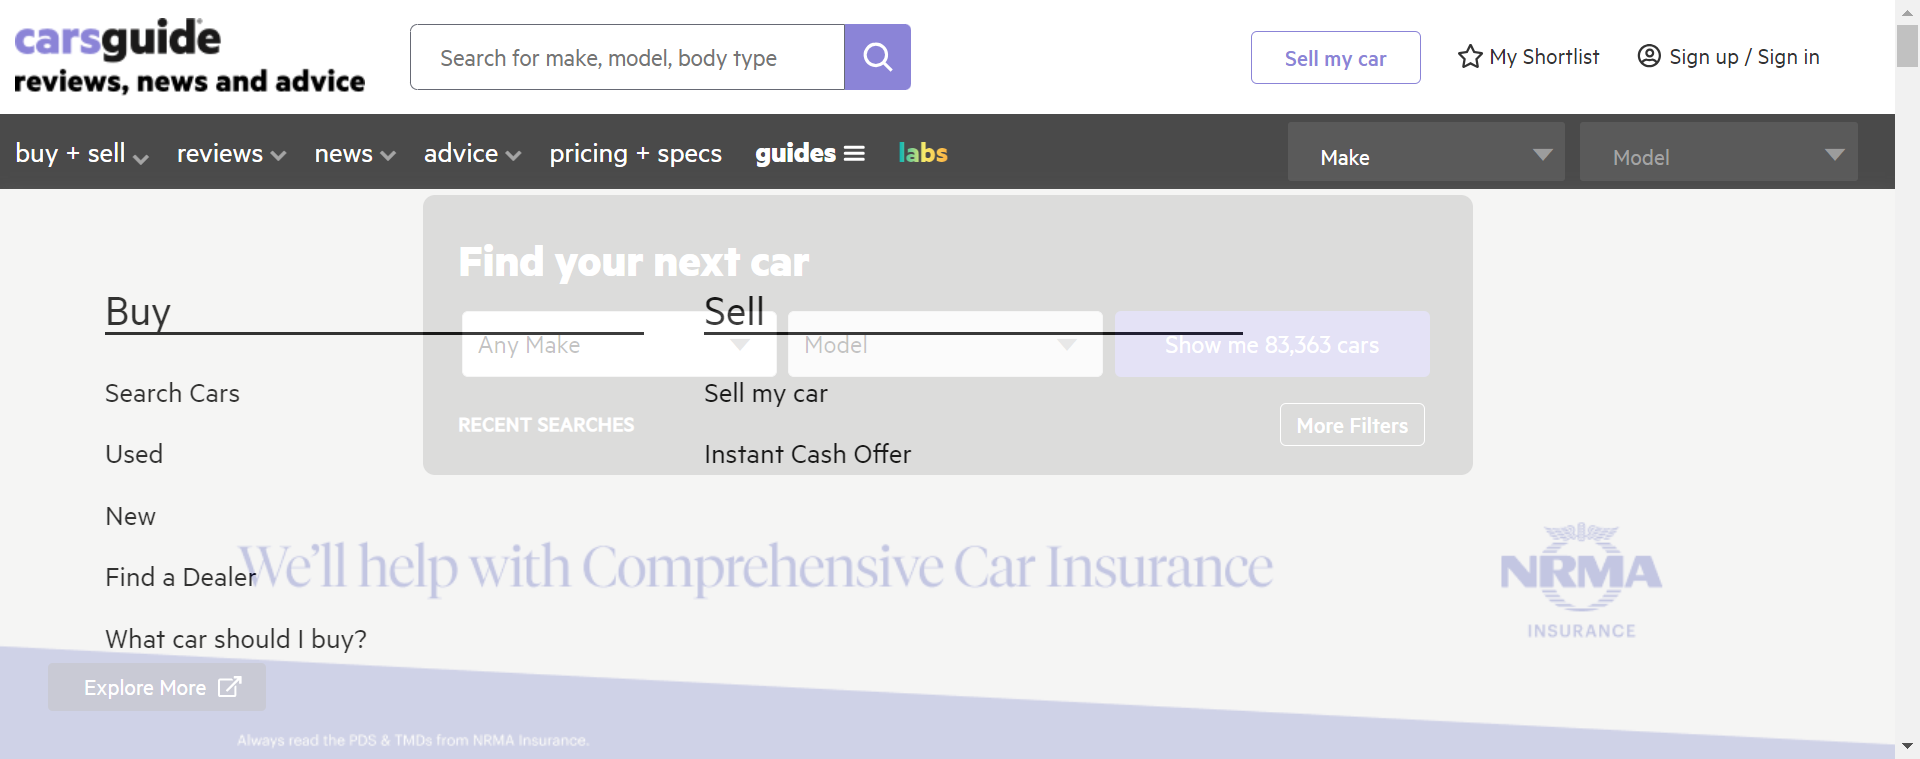 carsguide
reviews, news and advice
Search for make, model, body type
Sell my car
My Shortlist
Sign up / Sign in
buy + sell
reviews
news
advice
pricing + specs
guides
labs
Make
Model
Find your next car
Buy
Sell
Any Make
Model
Show me 83,363 cars
Search Cars
Sell my car
RECENT SEARCHES
More Filters
Used
Instant Cash Offer
New
We'll help with Comprehensive Car Insurance
NRMA
INSURANCE
Find a Dealer
What car should I buy?
Explore More
Always read the PDS & TMDs from NRMA Insurance.